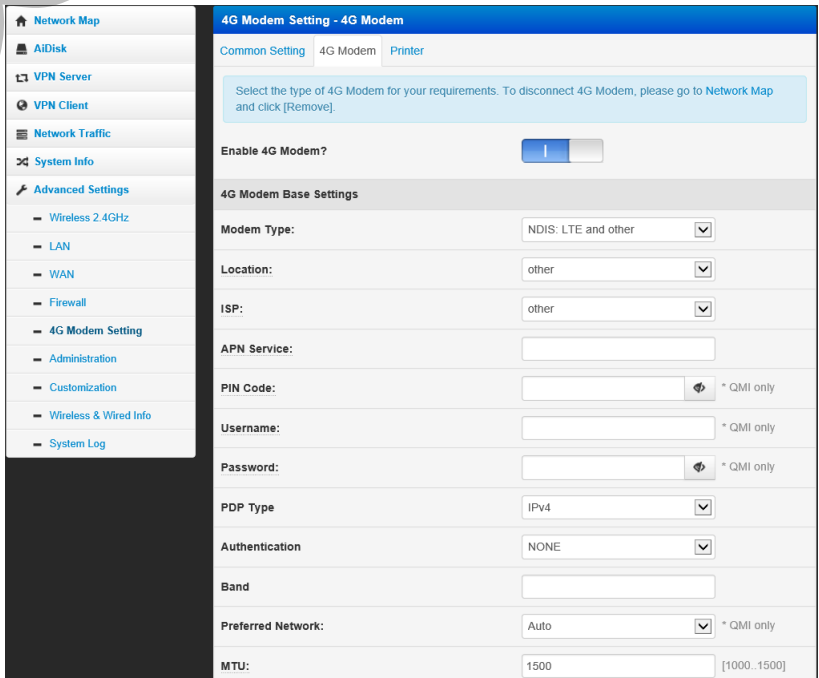 Network Map
AiDisk
VPN Server
VPN Client
Network Traffic
System Info
Advanced Settings
Wireless 2.4GHz
LAN
WAN
Firewall
4G Modem Setting
Administration
Customization
Wireless & Wired Info
System Log
4G Modem Setting - 4G Modem
Common Setting 4G Modem Printer
Select the type of 4G Modem for your requirements. To disconnect 4G Modem, please go to Network Map
and click [Remove].
Enable 4G Modem?
4G Modem Base Settings
Modem Type: NDIS: LTE and other
Location: other
ISP: other
APN Service:
PIN Code: * QMI only
Username: * QMI only
Password: * QMI only
PDP Type IPv4
Authentication NONE
Band
Preferred Network: Auto * QMI only
MTU: 1500 [1000..1500]